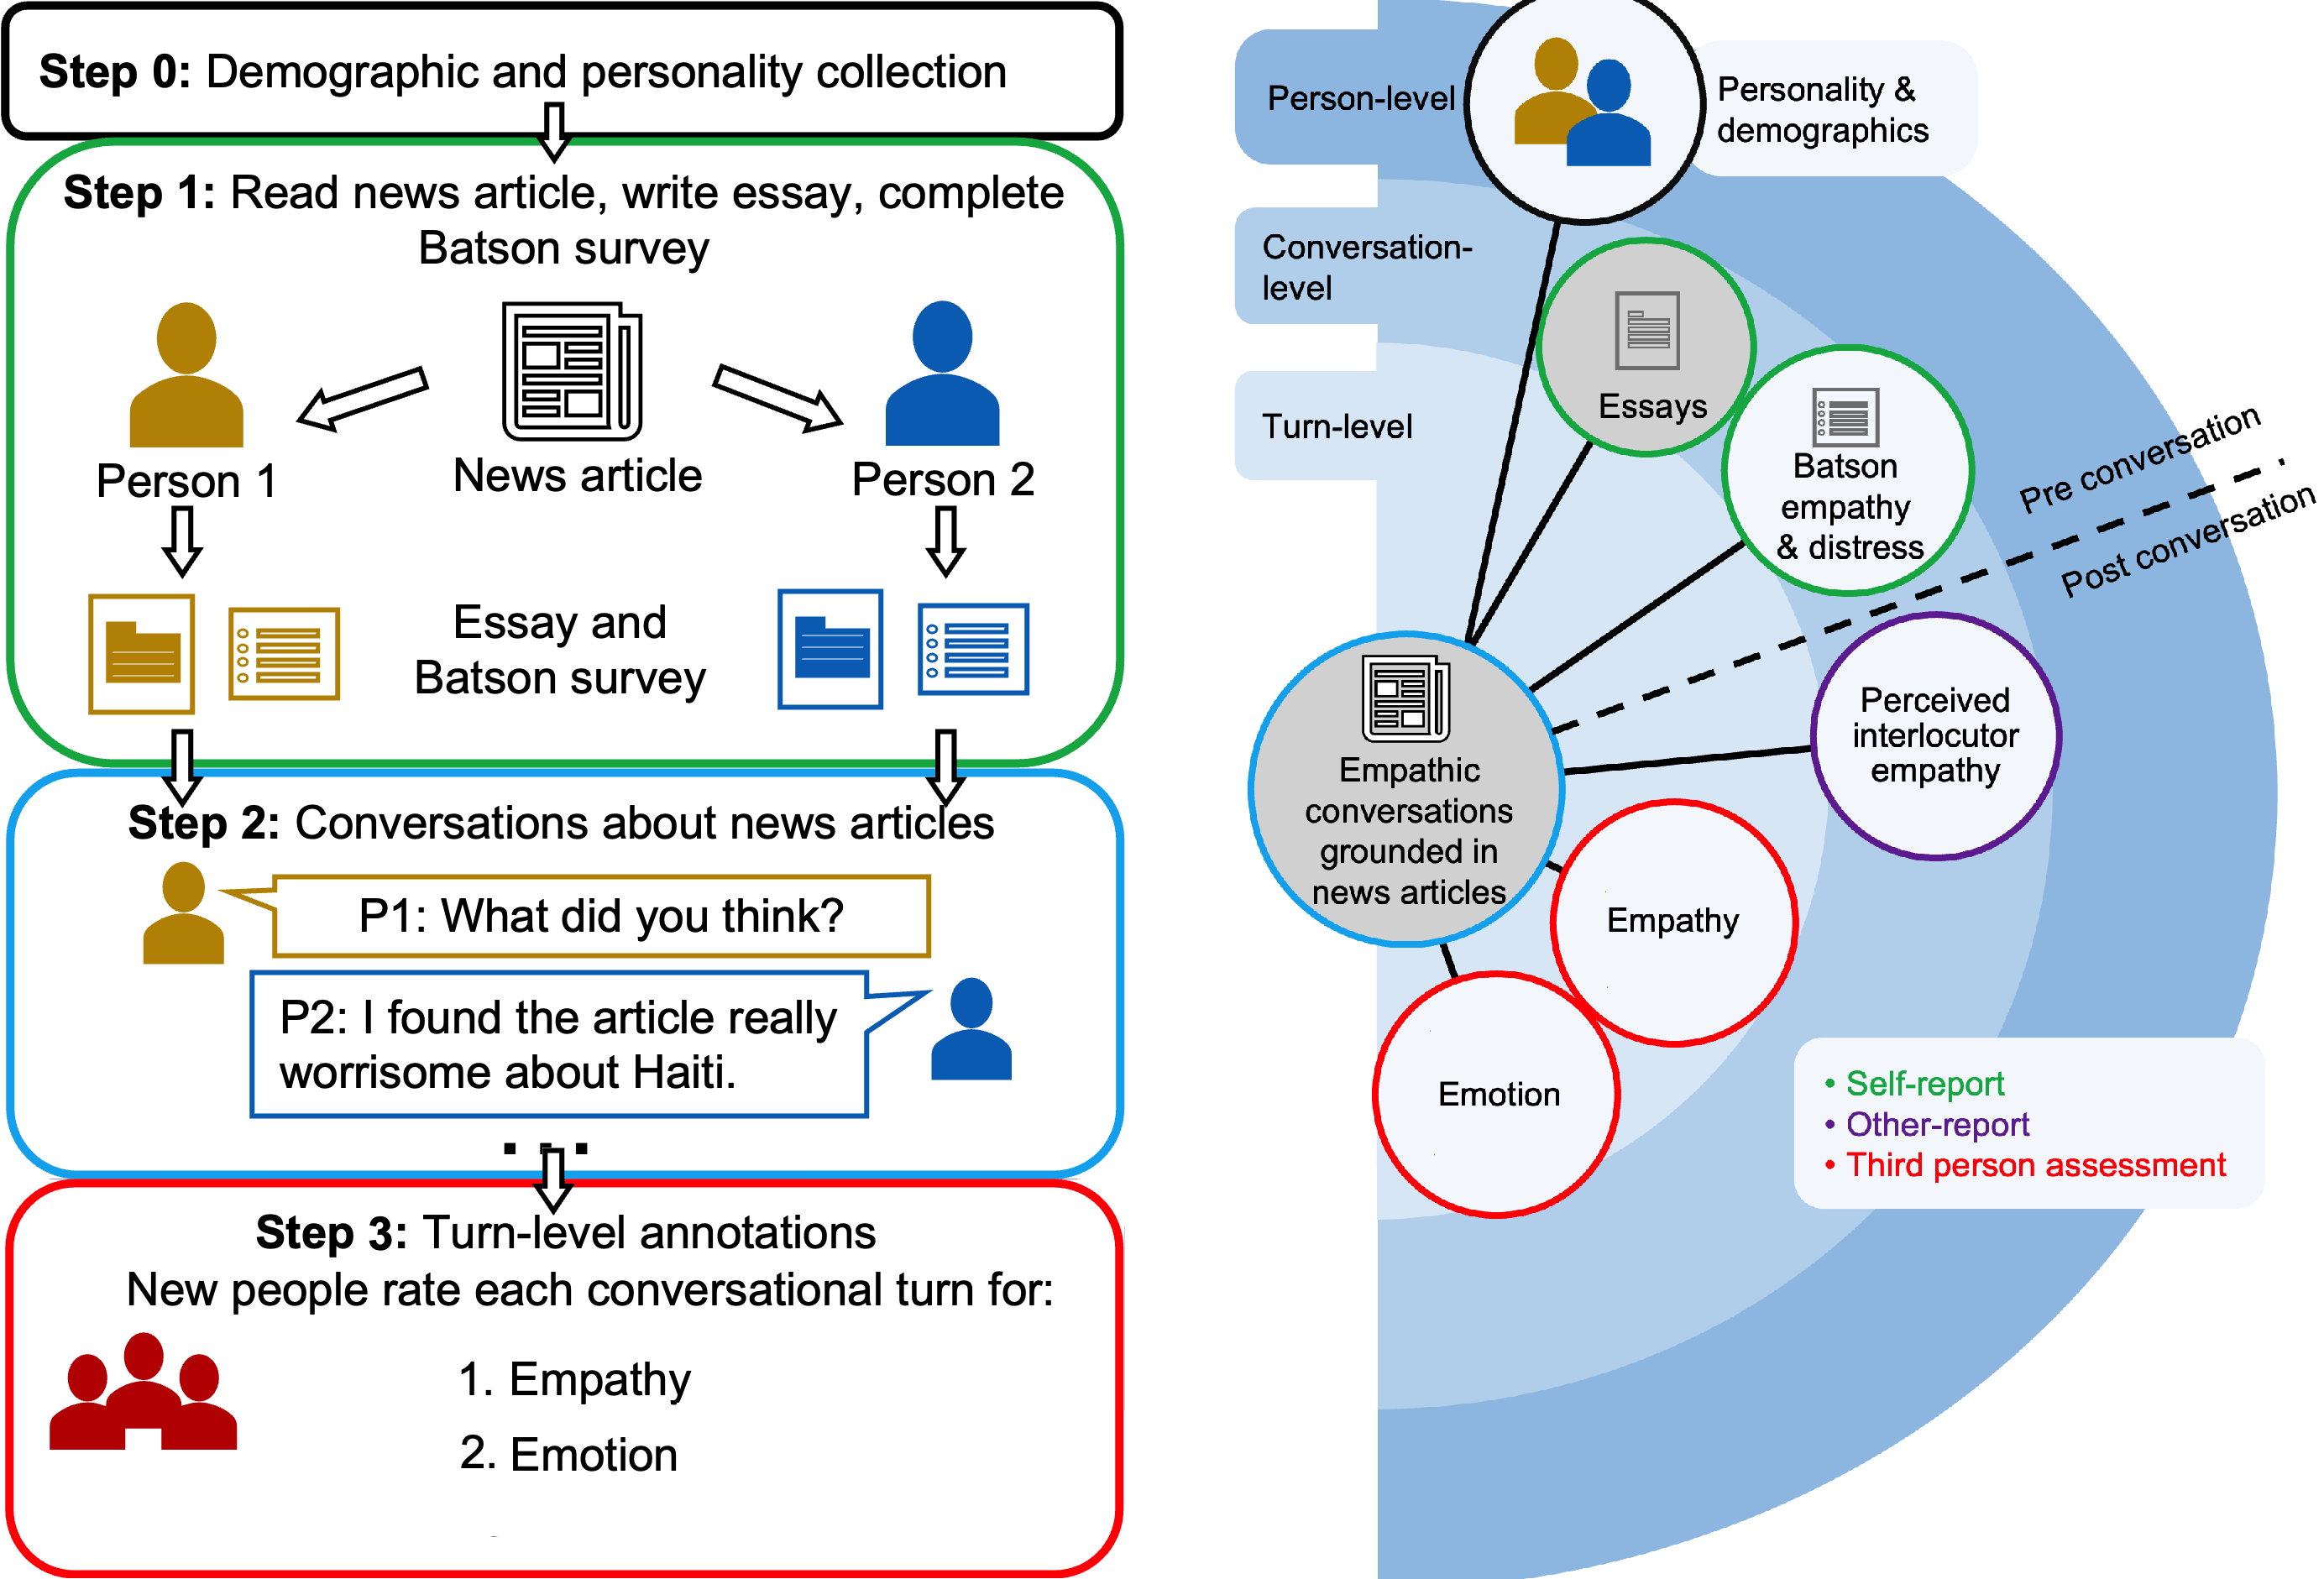 Step 0: Demographic and personality collection
Step 1: Read news article, write essay, complete
Batson survey
Person 1
News article
Person 2
Essay and
Batson survey
Step 2: Conversations about news articles
P1: What did you think?
P2: I found the article really
worrisome about Haiti.
...
Step 3: Turn-level annotations
New people rate each conversational turn for:
1. Empathy
2. Emotion
Person-level
Personality &
demographics
Conversation-
level
Turn-level
Essays
Batson
empathy
& distress
Pre conversation
Post conversation
Perceived
interlocutor
empathy
Empathic
conversations
grounded in
news articles
Empathy
Emotion
• Self-report
• Other-report
• Third person assessment